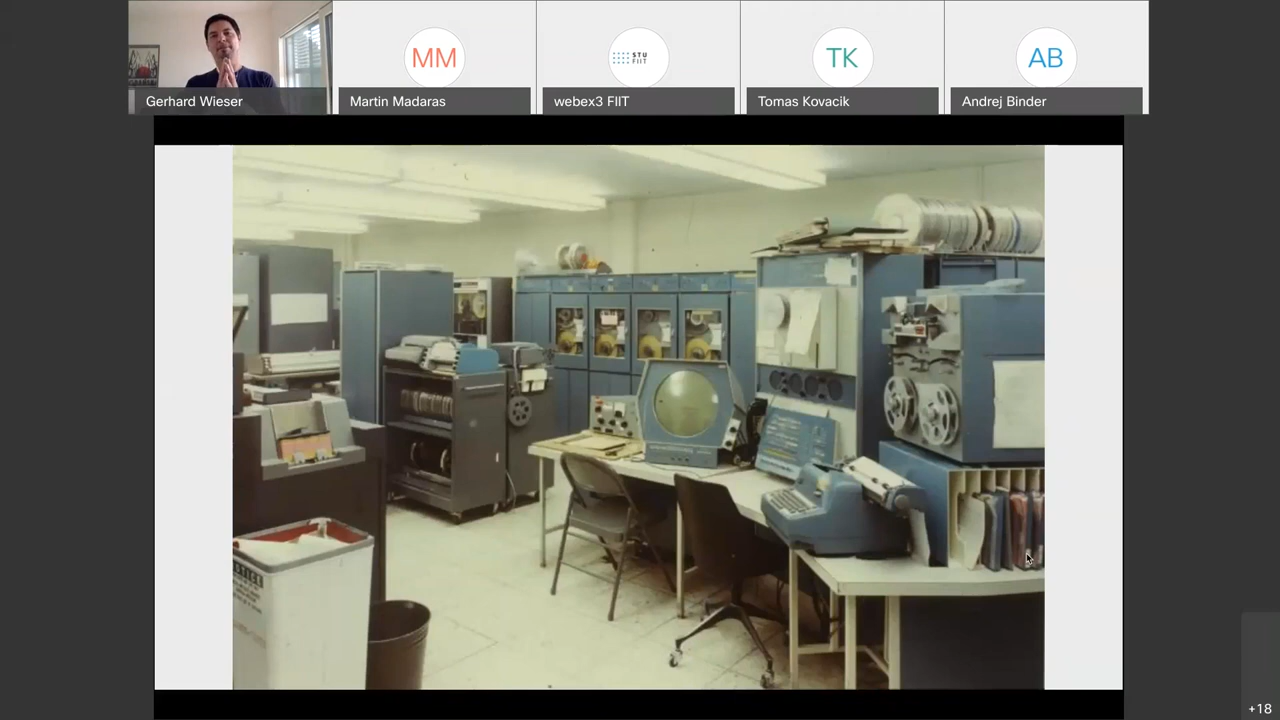 MM
STU
FIIT
TK
AB
Gerhard Wieser
Martin Madaras
webex3 FIIT
Tomas Kovacik
Andrej Binder
+18